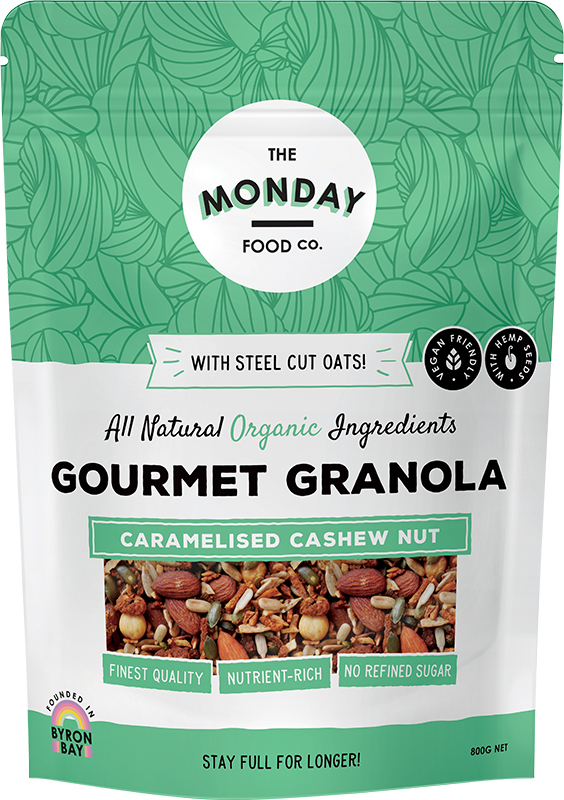 THE
MONDAY
FOOD CO.
WITH STEEL CUT OATS!
VEGAN FRIENDLY
WITH HEMP SEEDS
All Natural Organic Ingredients
GOURMET GRANOLA
CARAMELISED CASHEW NUT
FINEST QUALITY
NUTRIENT-RICH
NO REFINED SUGAR
FOUNDED IN
BYRON
BAY
STAY FULL FOR LONGER!
800G NET